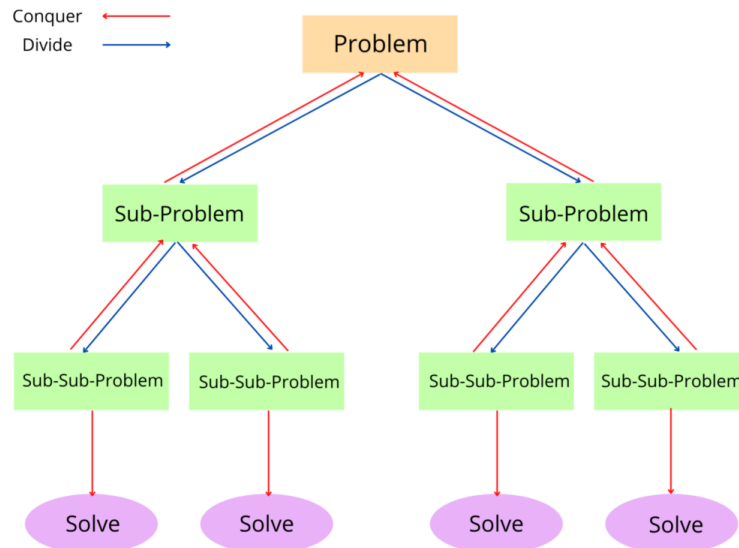 Conquer
Divide
Problem
Sub-Problem
Sub-Problem
Sub-Sub-Problem
Sub-Sub-Problem
Sub-Sub-Problem
Sub-Sub-Problem
Solve
Solve
Solve
Solve